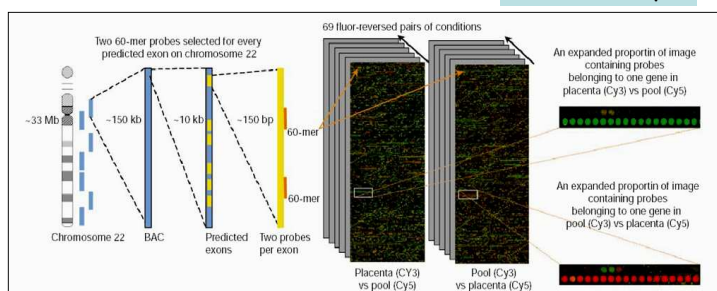 Two 60-mer probes selected for every
predicted exon on chromosome 22
69 fluor-reversed pairs of conditions
An expanded proportin of image
containing probes
belonging to one gene in
placenta (Cy3) vs pool (Cy5)
~33 Mb
~150 kb
~10 kb
~150 bp
60-mer
60-mer
An expanded proportin of image
containing probes
belonging to one gene in
pool (Cy3) vs placenta (Cy5)
Chromosome 22
BAC
Predicted
exons
Two probes
per exon
Placenta (CY3)
vs pool (Cy5)
Pool (Cy3)
vs placenta (Cy5)